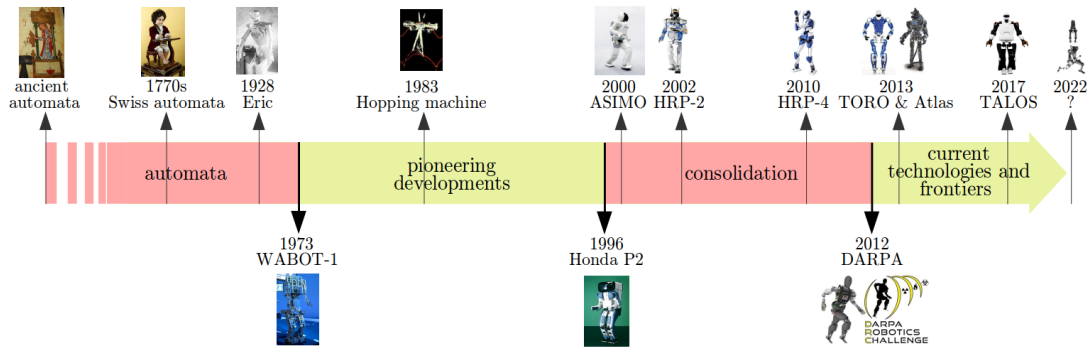 ancient
automata
1770s
Swiss automata
1928
Eric
1983
Hopping machine
2000
ASIMO
2002
HRP-2
2010
HRP-4
2013
TORO & Atlas
2017
TALOS
2022
?
automata
pioneering
developments
consolidation
current
technologies and
frontiers
1973
WABOT-1
1996
Honda P2
2012
DARPA
DARPA
ROBOTICS
CHALLENGE